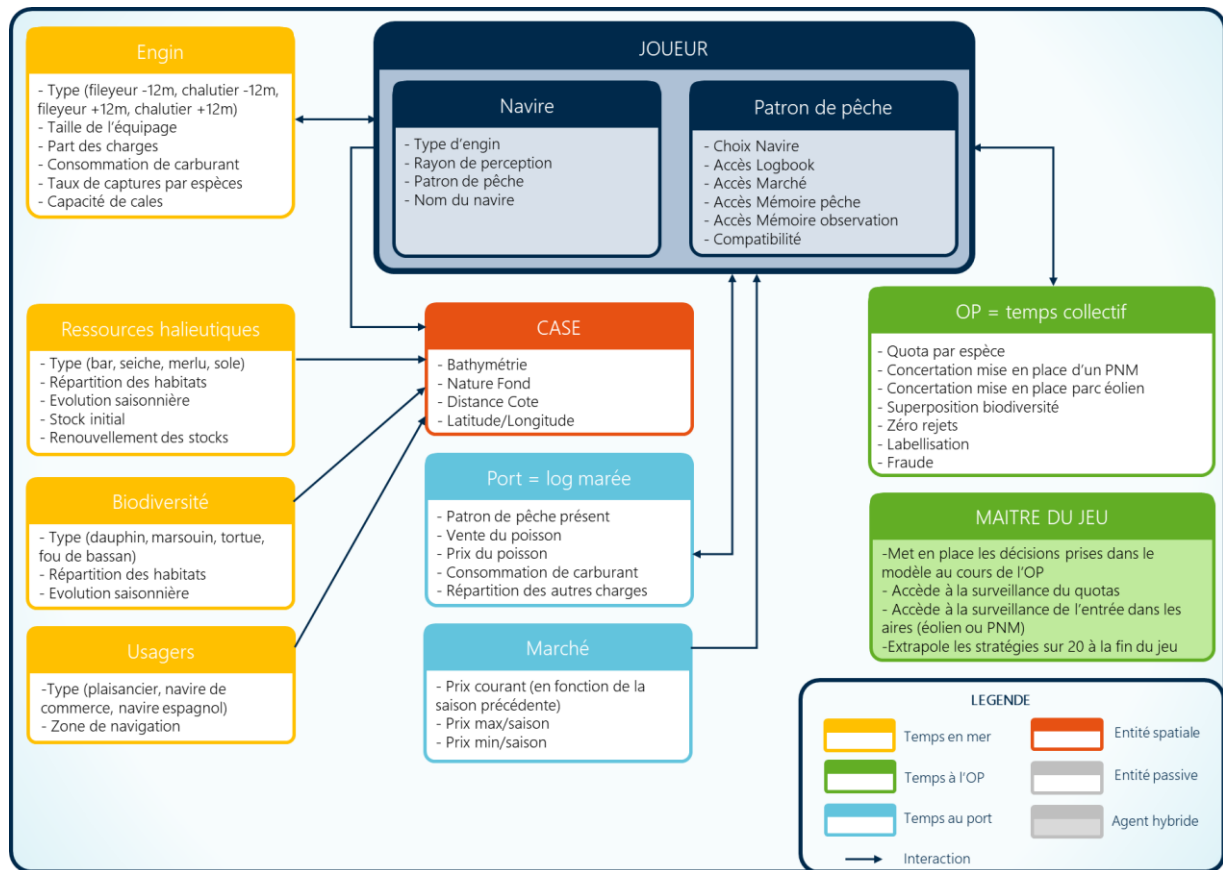 Engin
- Type (fileyeur -12m, chalutier -12m,
fileyeur +12m, chalutier +12m)
- Taille de l'équipage
- Part des charges
- Consommation de carburant
- Taux de captures par espèces
- Capacité de cales
JOUEUR
Navire
- Type d'engin
- Rayon de perception
- Patron de pêche
- Nom du navire
Patron de pêche
- Choix Navire
- Accès Logbook
- Accès Marché
- Accès Mémoire pêche
- Accès Mémoire observation
- Compatibilité
Ressources halieutiques
- Type (bar, seiche, merlu, sole)
- Répartition des habitats
- Evolution saisonnière
- Stock initial
- Renouvellement des stocks
CASE
- Bathymétrie
- Nature Fond
- Distance Cote
- Latitude/Longitude
OP = temps collectif
- Quota par espèce
- Concertation mise en place d'un PNM
- Concertation mise en place parc éolien
- Superposition biodiversité
- Zéro rejets
- Labellisation
- Fraude
Biodiversité
- Type (dauphin, marsouin, tortue,
fou de bassan)
- Répartition des habitats
- Evolution saisonnière
Port = log marée
- Patron de pêche présent
- Vente du poisson
- Prix du poisson
- Consommation de carburant
- Répartition des autres charges
MAITRE DU JEU
-Met en place les décisions prises dans le
modèle au cours de l'OP
- Accède à la surveillance du quotas
- Accède à la surveillance de l'entrée dans les
aires (éolien ou PNM)
-Extrapole les stratégies sur 20 à la fin du jeu
Usagers
-Type (plaisancier, navire de
commerce, navire espagnol)
- Zone de navigation
Marché
- Prix courant (en fonction de la
saison précédente)
- Prix max/saison
- Prix min/saison
LEGENDE
Temps en mer
Entité spatiale
Temps à l'OP
Entité passive
Temps au port
Agent hybride
Interaction